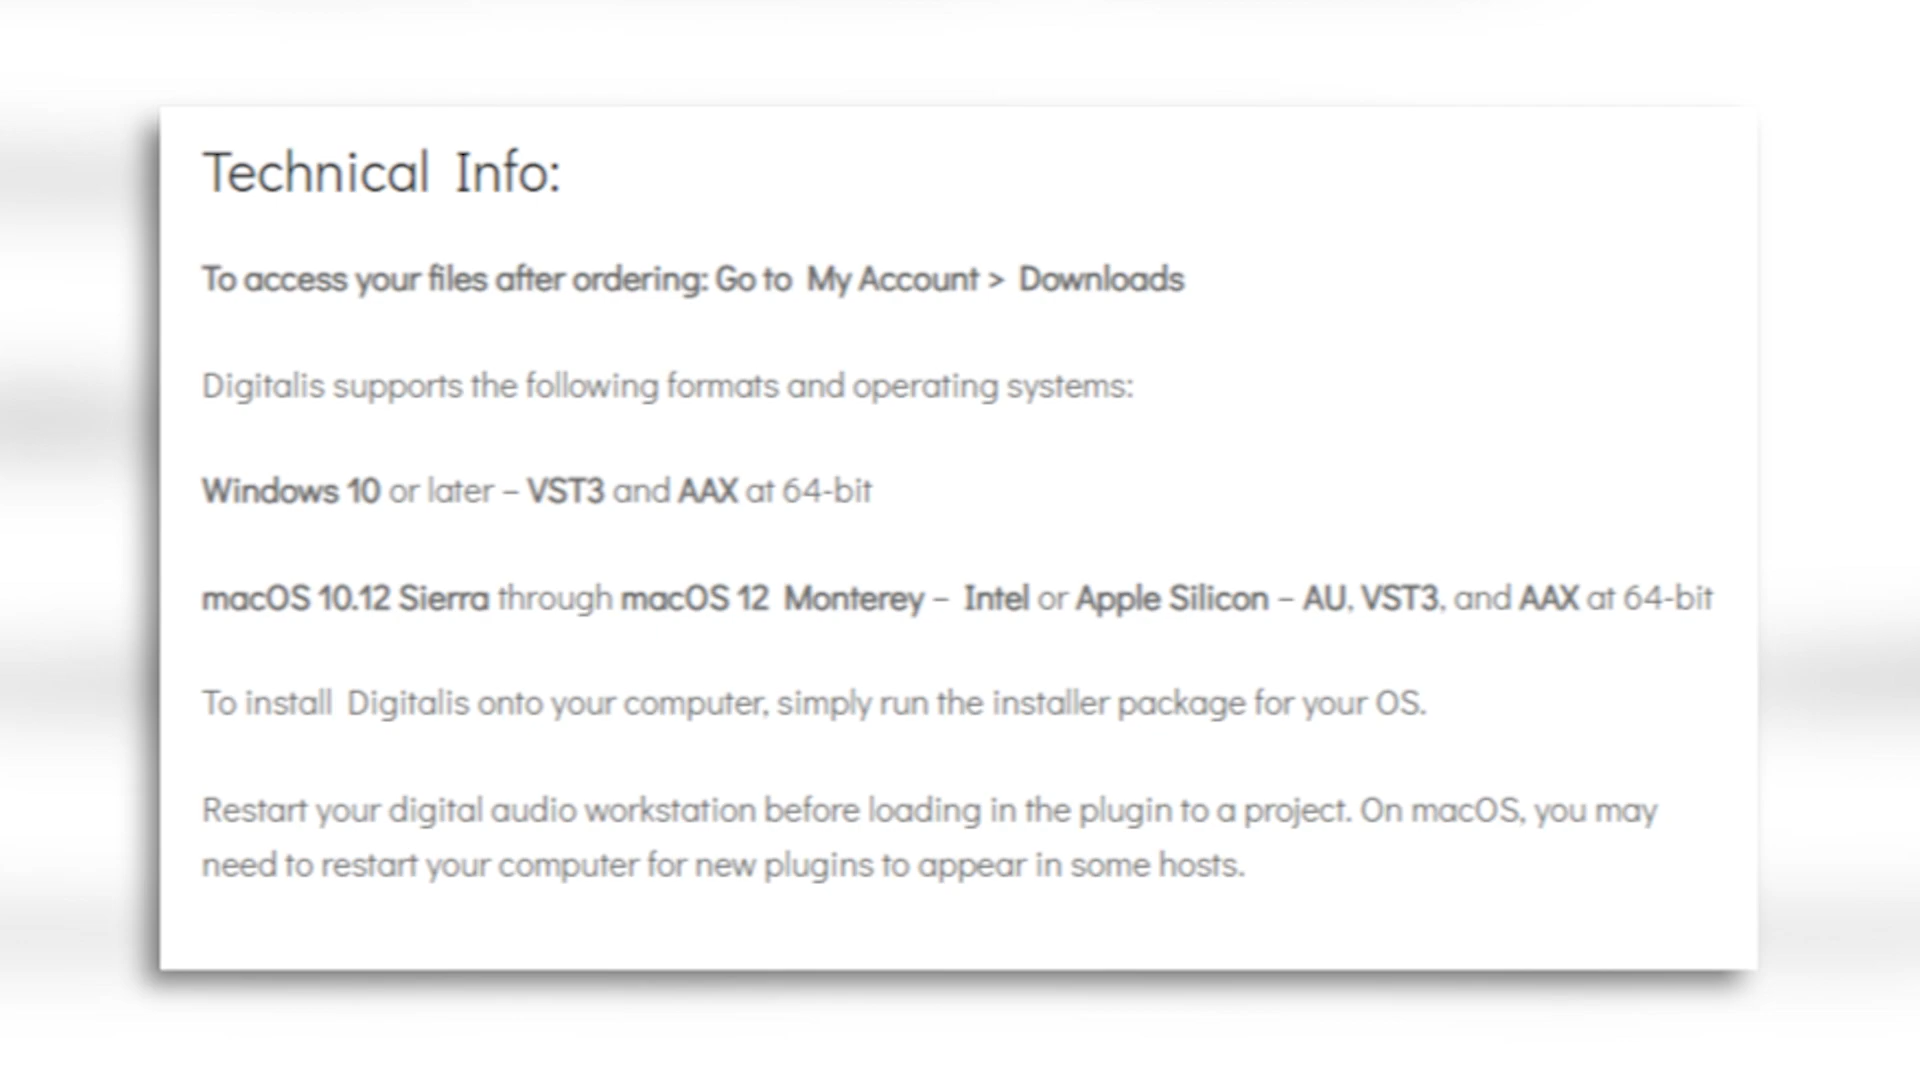 Technical Info:
To access your files after ordering: Go to My Account > Downloads
Digitalis supports the following formats and operating systems:
Windows 10 or later – VST3 and AAX at 64-bit
macOS 10.12 Sierra through macOS 12 Monterey – Intel or Apple Silicon – AU, VST3, and AAX at 64-bit
To install Digitalis onto your computer, simply run the installer package for your OS.
Restart your digital audio workstation before loading in the plugin to a project. On macOS, you may
need to restart your computer for new plugins to appear in some hosts.